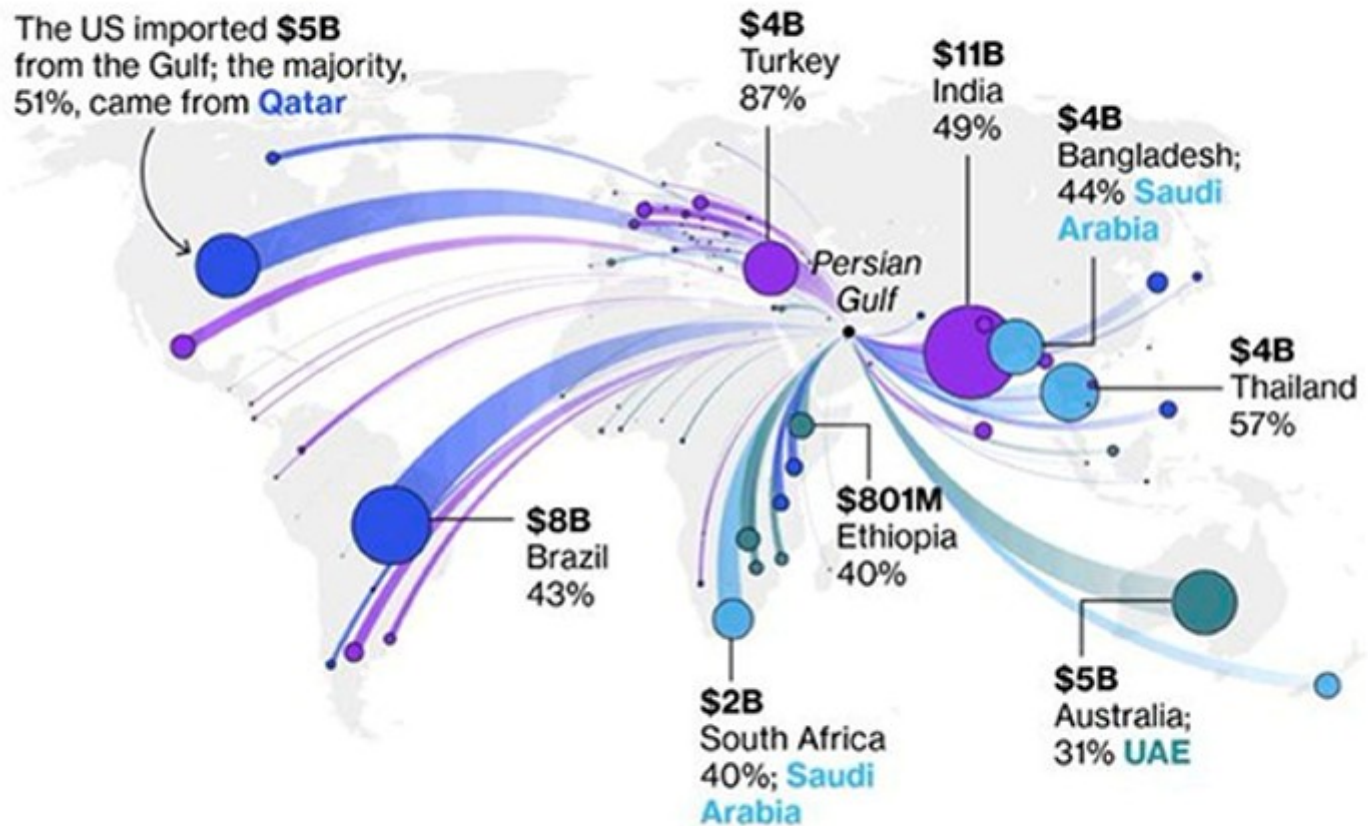 The US imported $5B
from the Gulf; the majority,
51%, came from Qatar
$4B
Turkey
87%
$11B
India
49%
$4B
Bangladesh;
44% Saudi
Arabia
Persian
Gulf
$4B
Thailand
57%
$8B
Brazil
43%
$801M
Ethiopia
40%
$2B
South Africa
40%; Saudi
Arabia
$5B
Australia;
31% UAE